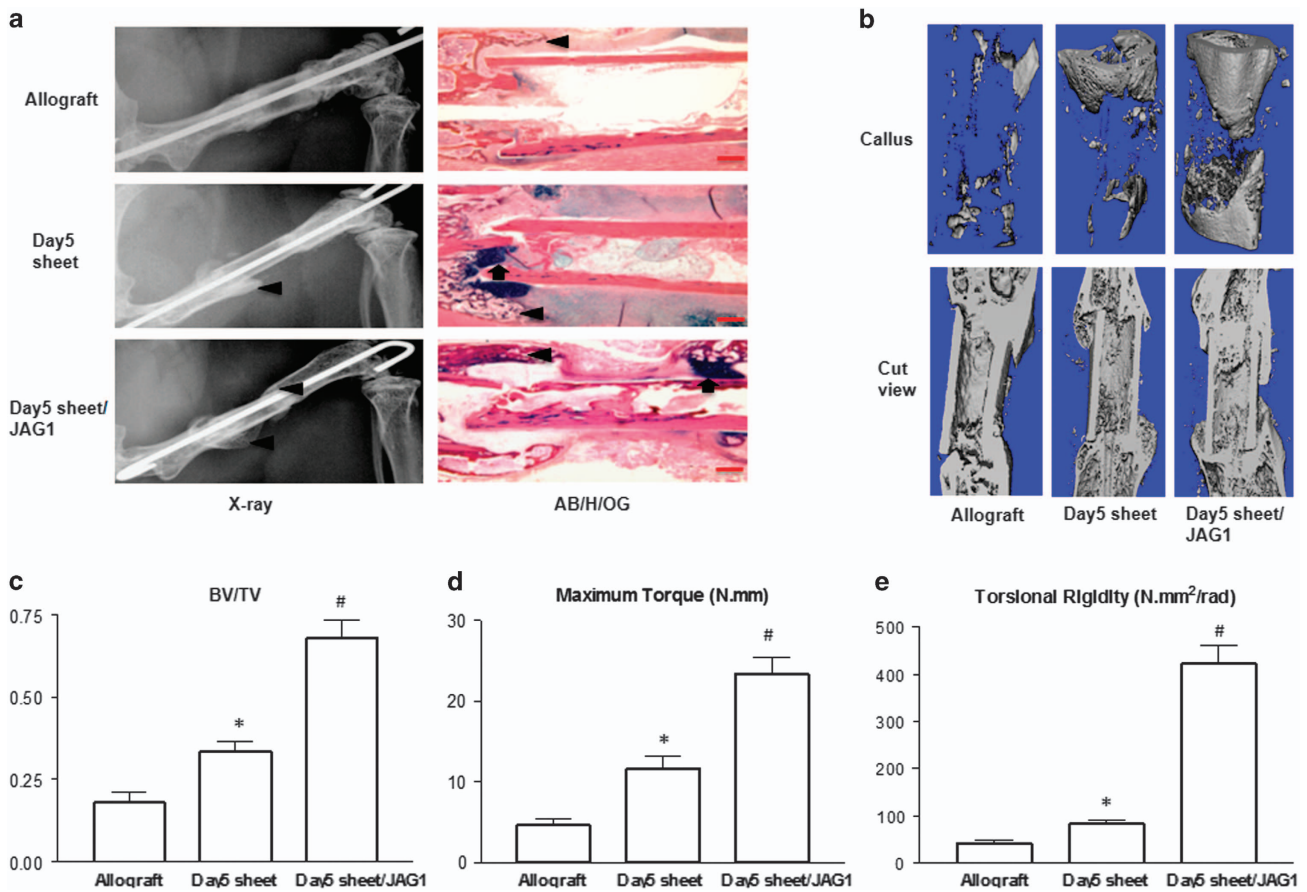 a
Allograft
Day5
sheet
Day5 sheet/
JAG1
X-ray
AB/H/OG
b
Callus
Cut
view
Allograft
Day5 sheet
Day5 sheet/
JAG1
c
BV/TV
0.75
0.50
0.25
0.00
*
#
Allograft
Day5 sheet
Day5 sheet/JAG1
d
Maximum Torque (N.mm)
30
20
10
0
*
#
Allograft
Day5 sheet
Day5 sheet/JAG1
e
Torsional Rigidity (N.mm²/rad)
500
400
300
200
100
0
*
#
Allograft
Day5 sheet
Day5 sheet/JAG1